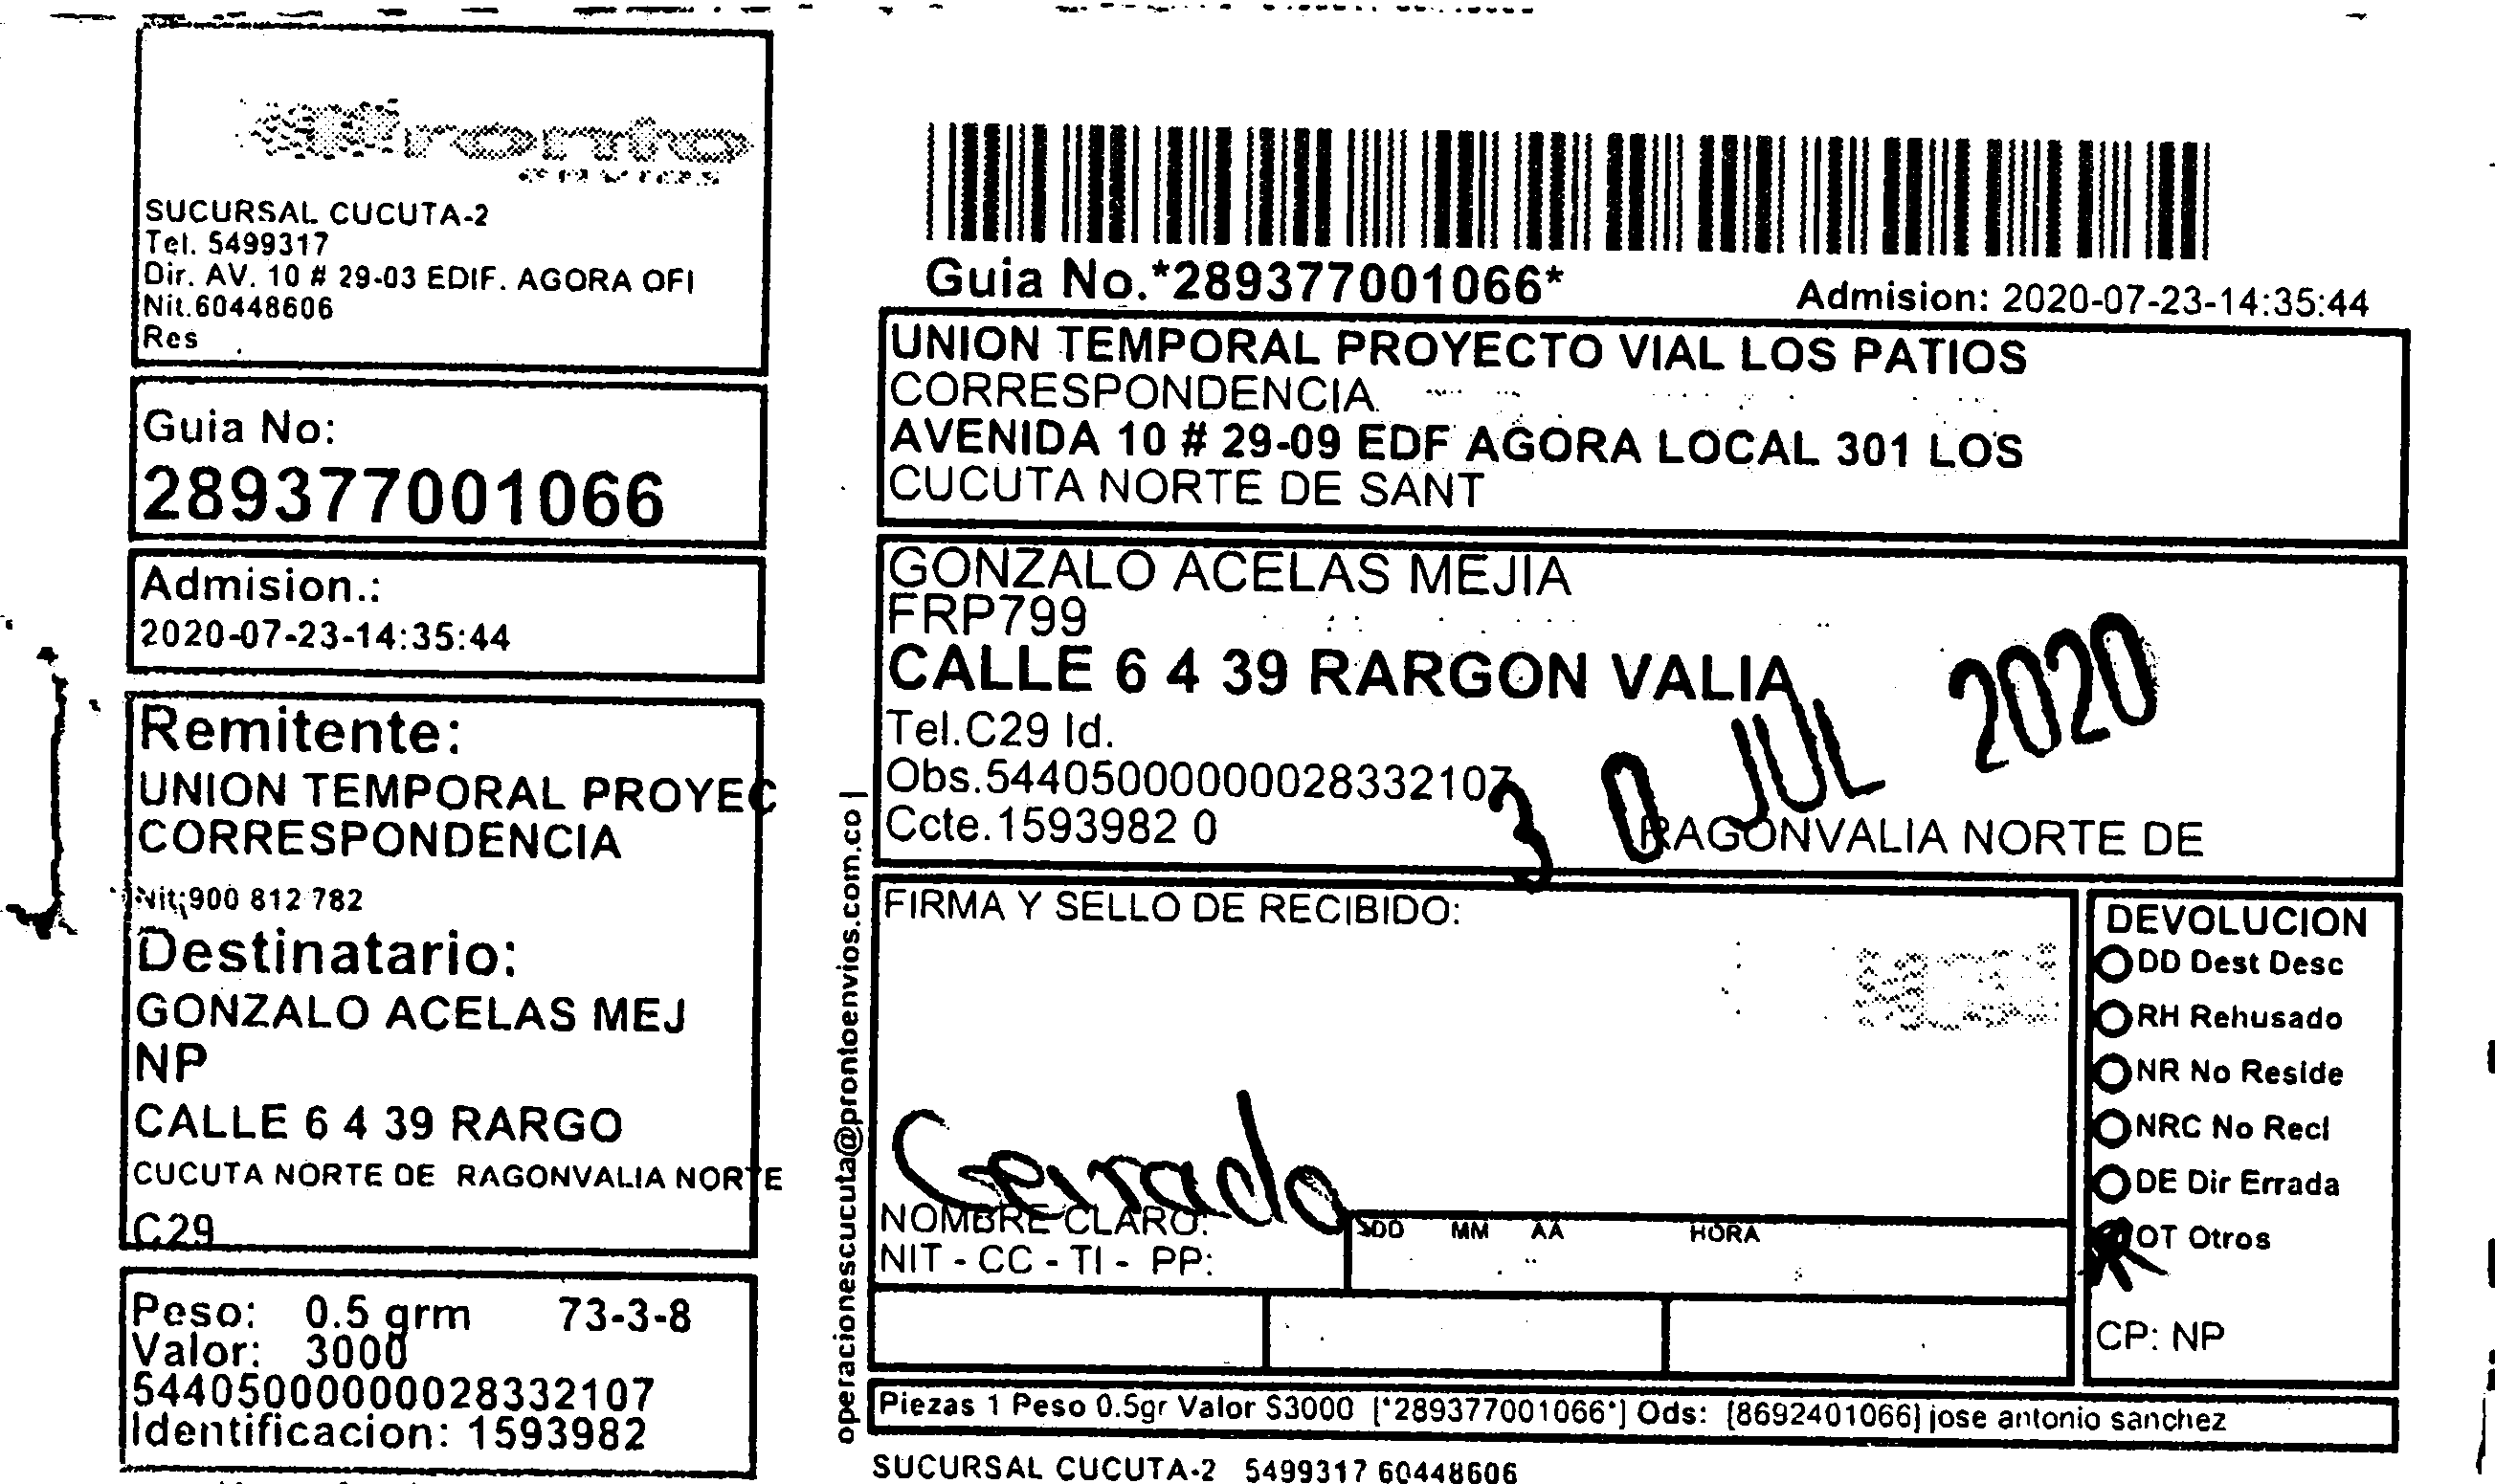 Pronto
envios
SUCURSAL CUCUTA-2
Tel. 5499317
Dir. AV. 10 # 29-03 EDIF. AGORA OFI
Nit.60448606
Res
Guia No:
289377001066
Admision.:
2020-07-23-14:35:44
Remitente:
UNION TEMPORAL PROYEC
CORRESPONDENCIA
Nit:900 812 782
Destinatario:
GONZALO ACELAS MEJ
NP
CALLE 6 4 39 RARGO
CUCUTA NORTE DE RAGONVALIA NORTE
C29
Peso: 0.5 grm 73-3-8
Valor: 3000
544050000000028332107
Identificacion: 1593982
operacionescucuta@prontoenvios.com.co |
Guia No.*289377001066*
Admision: 2020-07-23-14:35:44
UNION TEMPORAL PROYECTO VIAL LOS PATIOS
CORRESPONDENCIA
AVENIDA 10 # 29-09 EDF AGORA LOCAL 301 LOS
CUCUTA NORTE DE SANT
GONZALO ACELAS MEJIA
FRP799
CALLE 6 4 39 RARGON VALIA
Tel.C29 Id.
Obs.544050000000028332107
Ccte.1593982 0
30 JUL 2020
RAGONVALIA NORTE DE
FIRMA Y SELLO DE RECIBIDO:
Cerrado
NOMBRE CLARO:
NIT - CC - TI - PP:
DD MM AA HORA
DEVOLUCION
DD Dest Desc
RH Rehusado
NR No Reside
NRC No Recl
DE Dir Errada
OT Otros
CP: NP
Piezas 1 Peso 0.5gr Valor $3000 [*289377001066*] Ods: [8692401066] jose antonio sanchez
SUCURSAL CUCUTA-2 5499317 60448606